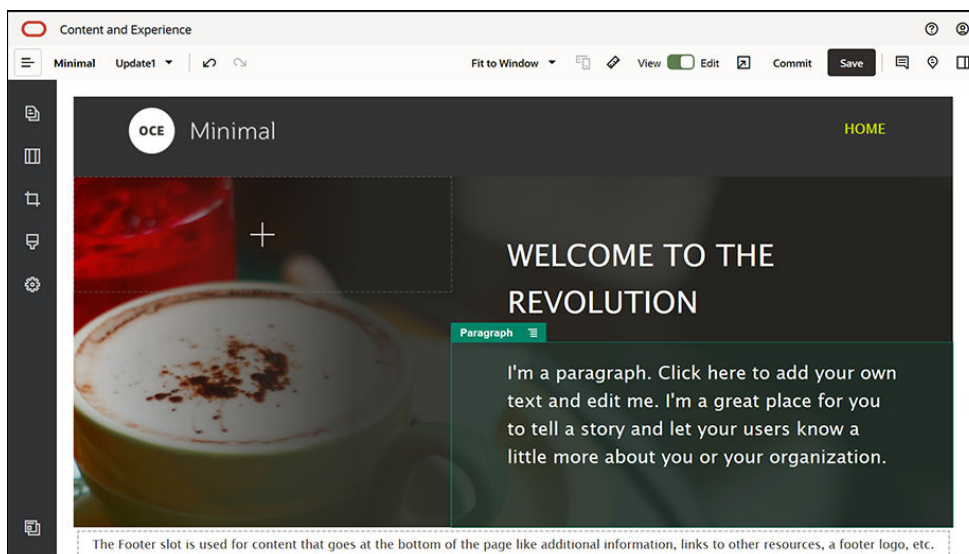 Content and Experience
Minimal Update1 Fit to Window View Edit Commit Save
OCE Minimal HOME
WELCOME TO THE
REVOLUTION
Paragraph
I'm a paragraph. Click here to add your own
text and edit me. I'm a great place for you
to tell a story and let your users know a
little more about you or your organization.
The Footer slot is used for content that goes at the bottom of the page like additional information, links to other resources, a footer logo, etc.